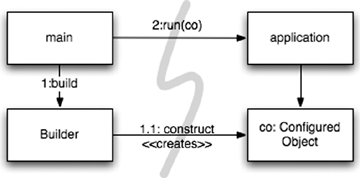 main
2:run(co)
application
1:build
Builder
1.1: construct
<<creates>>
co: Configured
Object